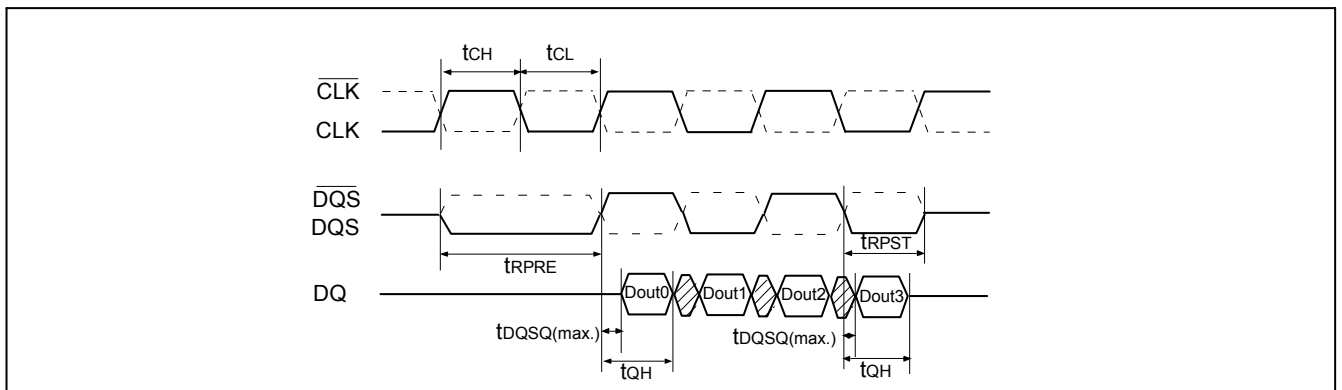 tCH tCL
CLK
CLK
DQS
DQS
tRPRE
tRPST
DQ
Dout0 Dout1 Dout2 Dout3
tDQSQ(max.) tDQSQ(max.)
tQH tQH